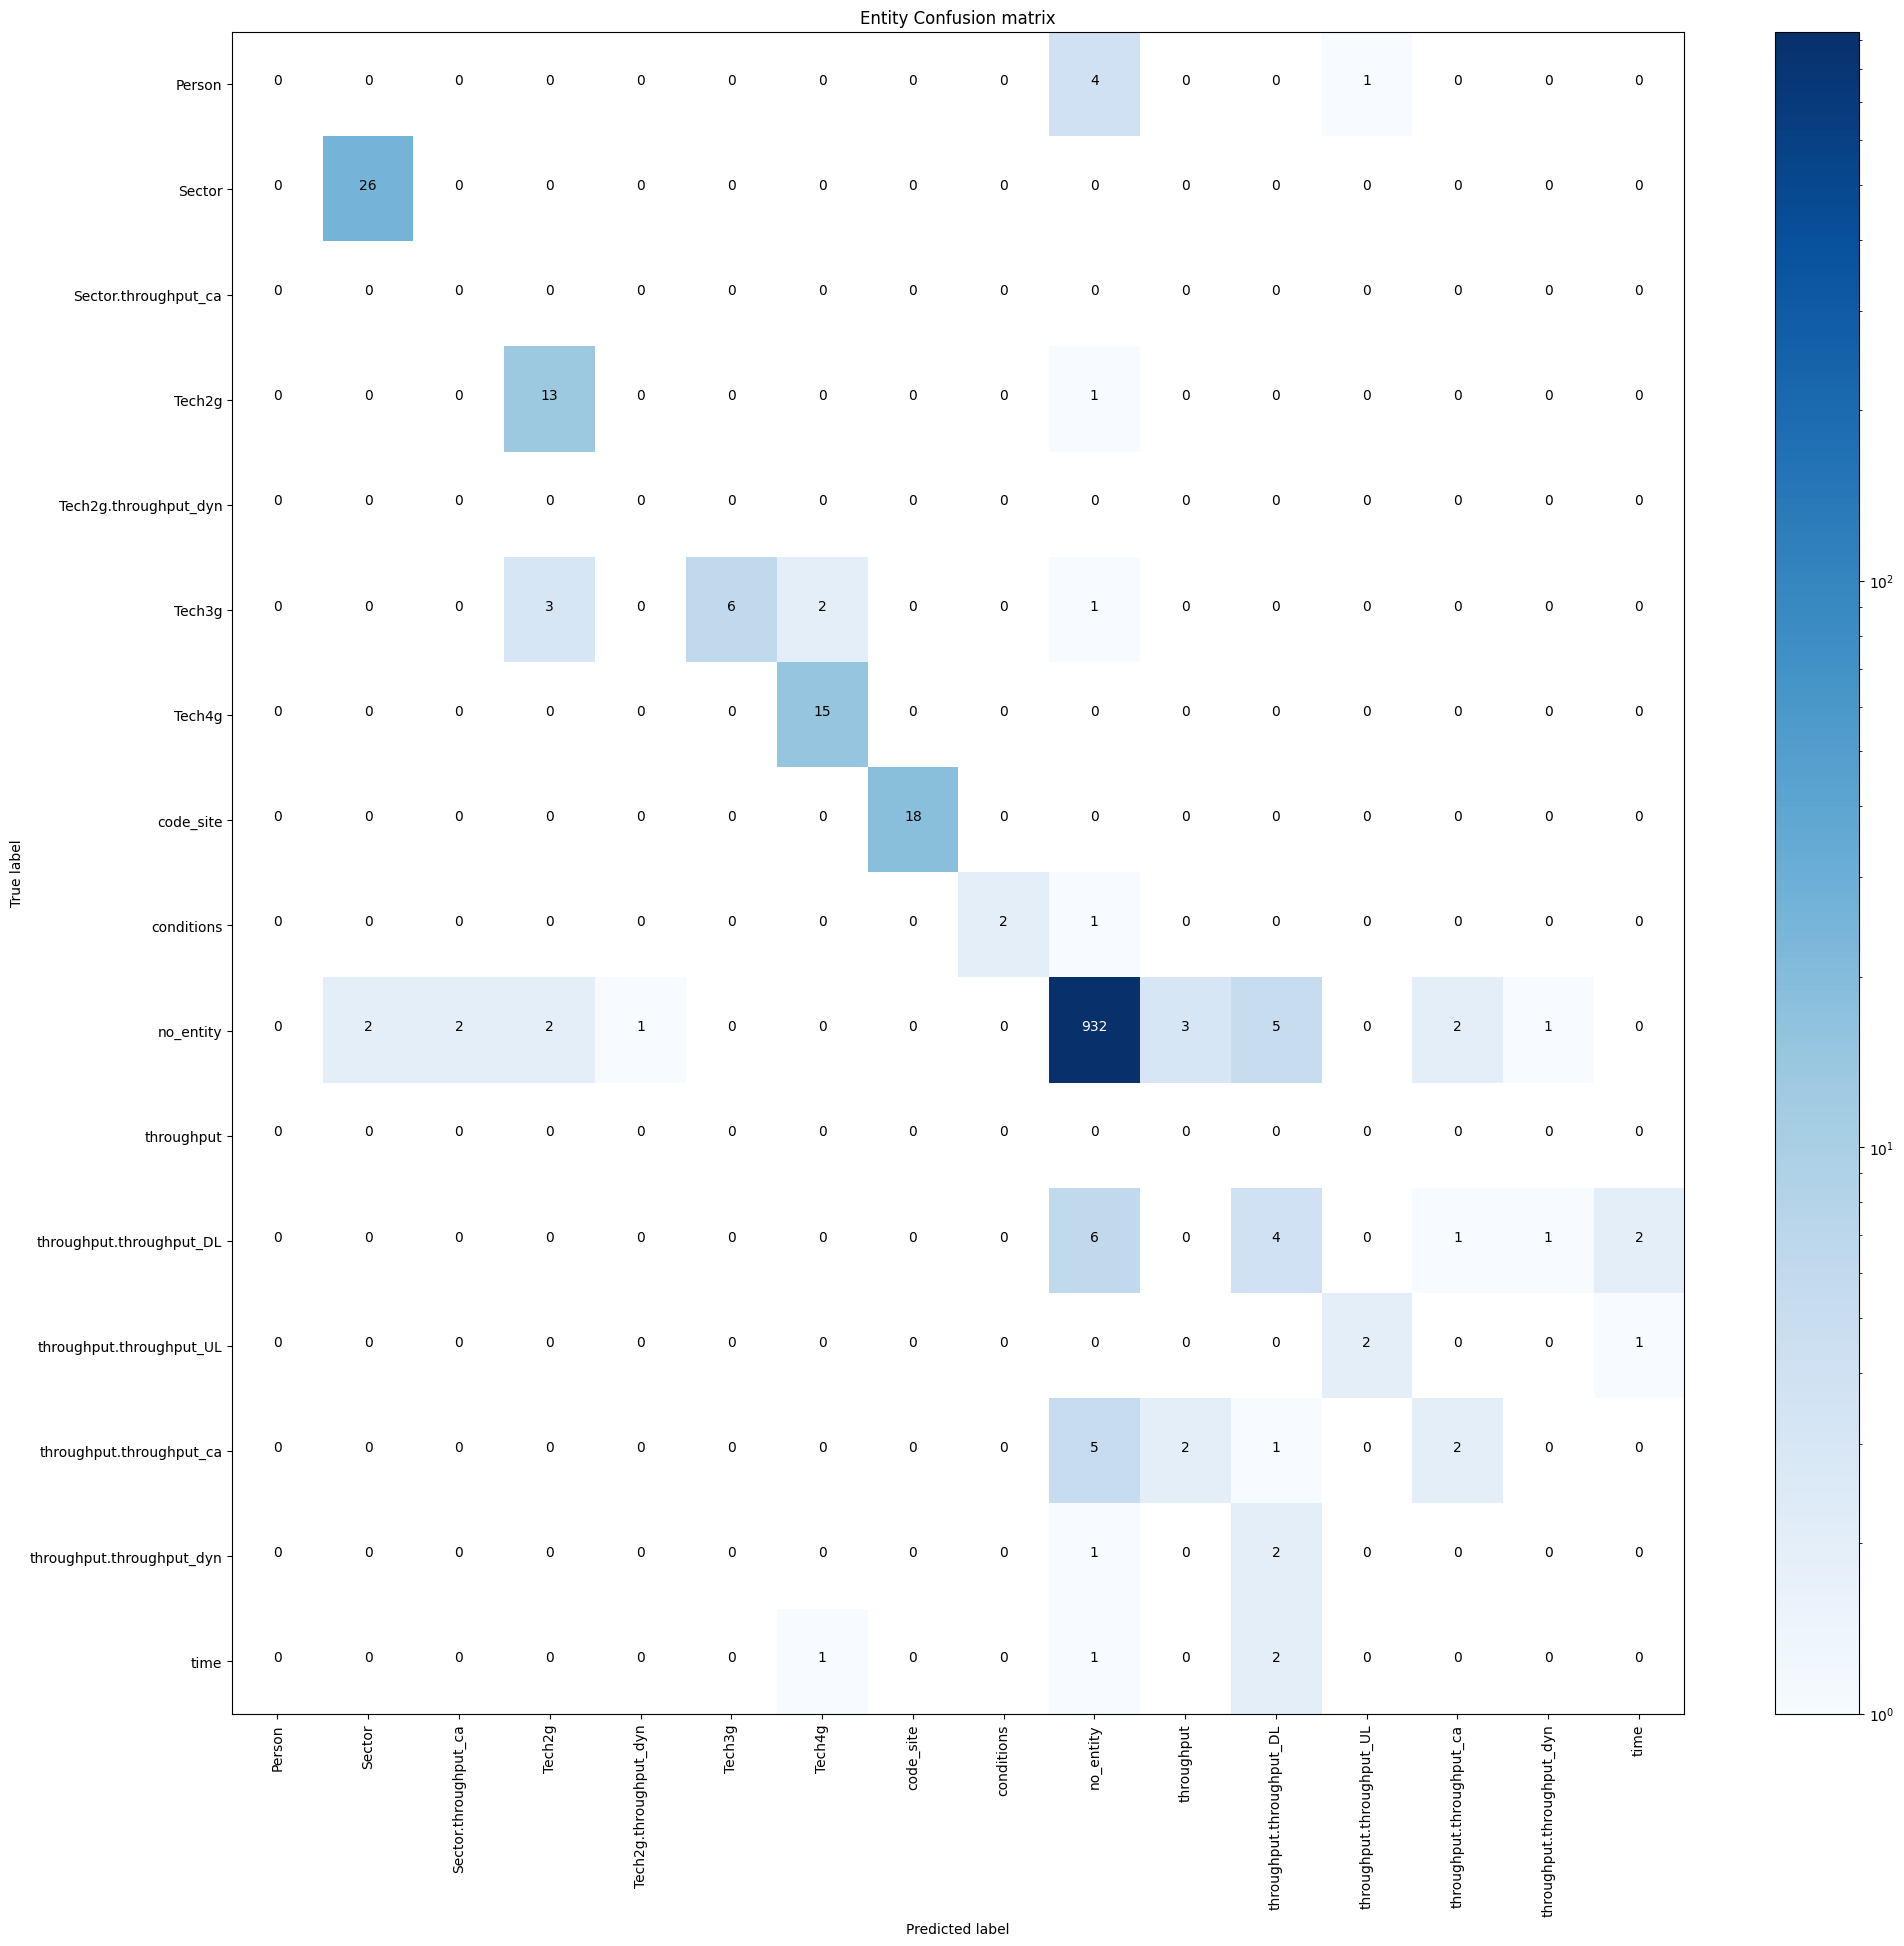 Entity Confusion matrix
Person 0 0 0 0 0 0 0 0 0 4 0 0 1 0 0 0
Sector 0 26 0 0 0 0 0 0 0 0 0 0 0 0 0 0
Sector.throughput_ca 0 0 0 0 0 0 0 0 0 0 0 0 0 0 0 0
Tech2g 0 0 0 13 0 0 0 0 0 1 0 0 0 0 0 0
Tech2g.throughput_dyn 0 0 0 0 0 0 0 0 0 0 0 0 0 0 0 0
Tech3g 0 0 0 3 0 6 2 0 0 1 0 0 0 0 0 0
Tech4g 0 0 0 0 0 0 15 0 0 0 0 0 0 0 0 0
code_site 0 0 0 0 0 0 0 18 0 0 0 0 0 0 0 0
conditions 0 0 0 0 0 0 0 0 2 1 0 0 0 0 0 0
no_entity 0 2 2 2 1 0 0 0 0 932 3 5 0 2 1 0
throughput 0 0 0 0 0 0 0 0 0 0 0 0 0 0 0 0
throughput.throughput_DL 0 0 0 0 0 0 0 0 0 6 0 4 0 1 1 2
throughput.throughput_UL 0 0 0 0 0 0 0 0 0 0 0 0 2 0 0 1
throughput.throughput_ca 0 0 0 0 0 0 0 0 0 5 2 1 0 2 0 0
throughput.throughput_dyn 0 0 0 0 0 0 0 0 0 1 0 2 0 0 0 0
time 0 0 0 0 0 0 1 0 0 1 0 2 0 0 0 0
True label
Person
Sector
Sector.throughput_ca
Tech2g
Tech2g.throughput_dyn
Tech3g
Tech4g
code_site
conditions
no_entity
throughput
throughput.throughput_DL
throughput.throughput_UL
throughput.throughput_ca
throughput.throughput_dyn
time
Predicted label
10²
10¹
10⁰